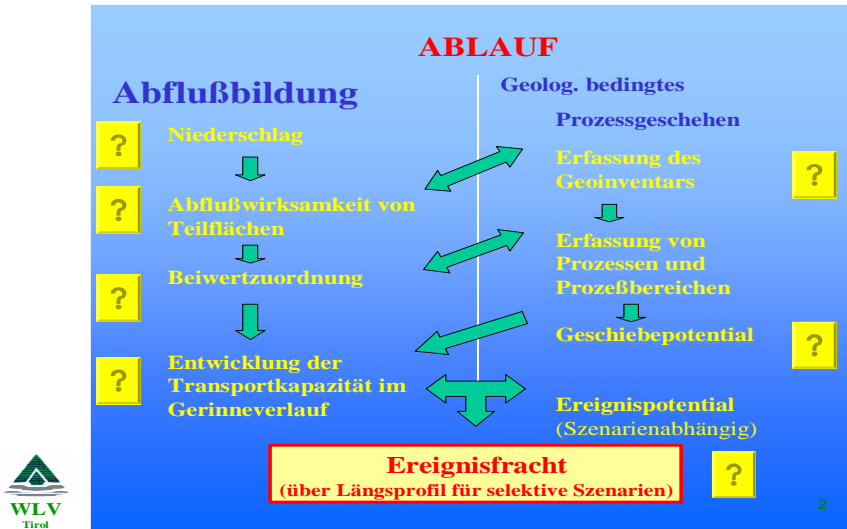 ABLAUF
Abflußbildung
?
Niederschlag
?
Abflußwirksamkeit von
Teilflächen
?
Beiwertzuordnung
?
Entwicklung der
Transportkapazität im
Gerinneverlauf
Geolog. bedingtes
Prozessgeschehen
Erfassung des
Geoinventars
?
Erfassung von
Prozessen und
Prozeßbereichen
Geschiebepotential
?
Ereignispotential
(Szenarienabhängig)
Ereignisfracht
(über Längsprofil für selektive Szenarien)
?
WLV
Tirol
2